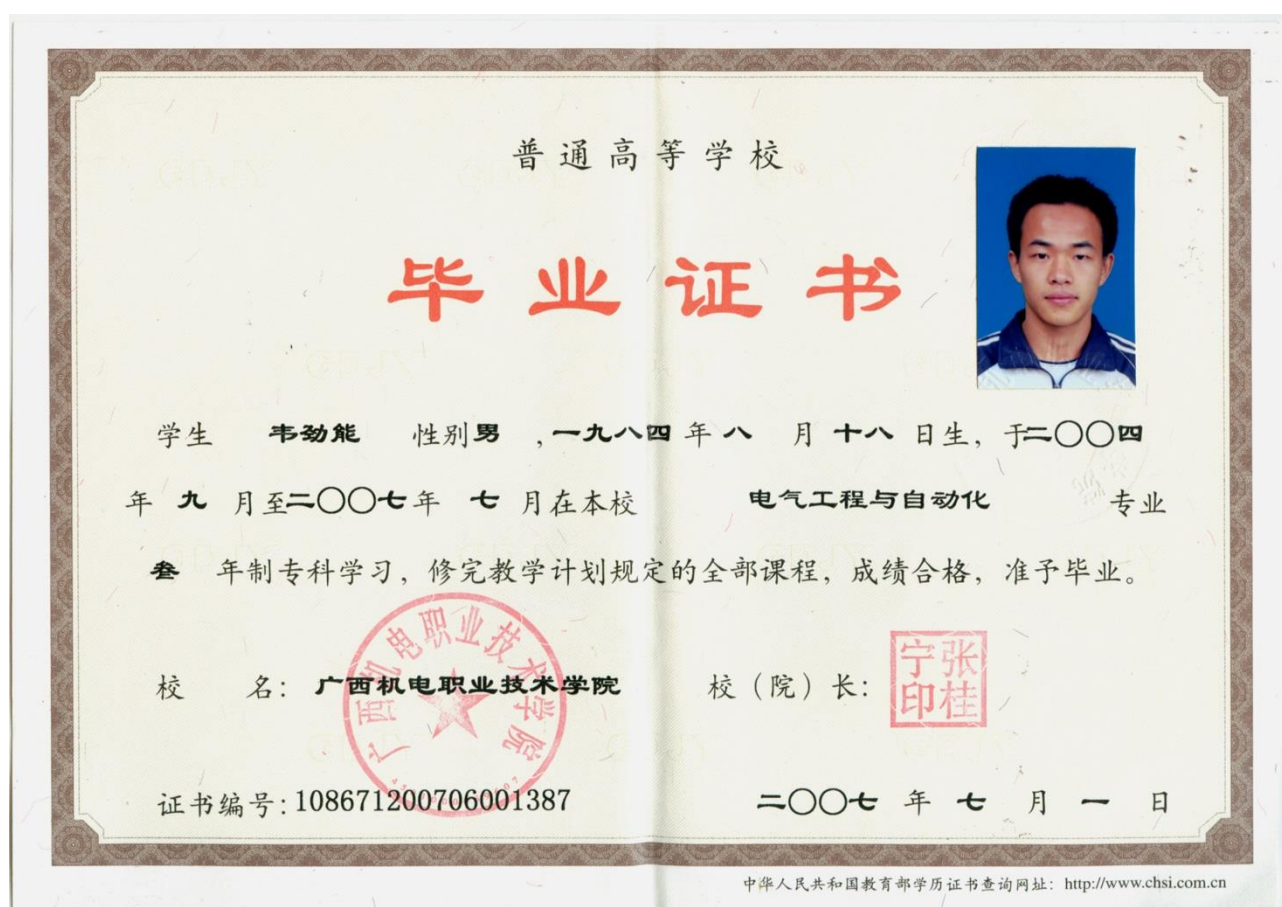 普通高等学校
毕业证书
学生 韦劲能 性别男，一九八四年八月十八日生，于二〇〇四
年九月至二〇〇七年七月在本校 电气工程与自动化 专业
叁年制专科学习，修完教学计划规定的全部课程，成绩合格，准予毕业。
广西机电职业技术学院
张桂宁印
校 名：广西机电职业技术学院 校（院）长：
证书编号：108671200706001387 二〇〇七年七月一日
中华人民共和国教育部学历证书查询网址：http://www.chsi.com.cn